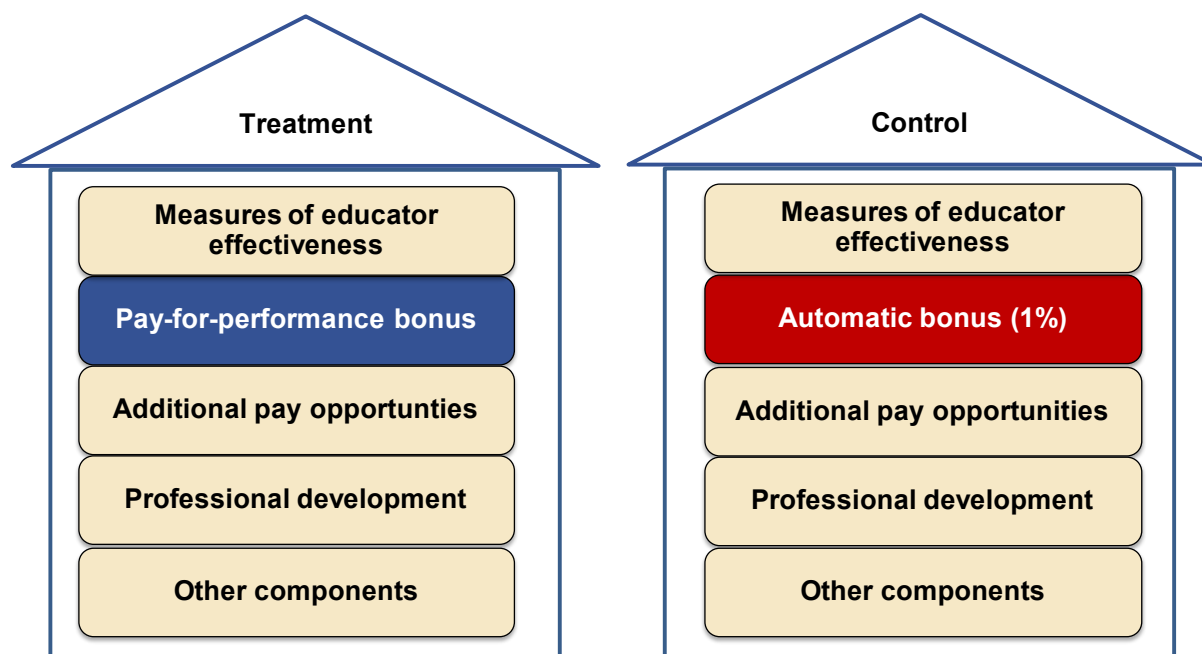 Treatment
Measures of educator
effectiveness
Pay-for-performance bonus
Additional pay opportunties
Professional development
Other components
Control
Measures of educator
effectiveness
Automatic bonus (1%)
Additional pay opportunities
Professional development
Other components